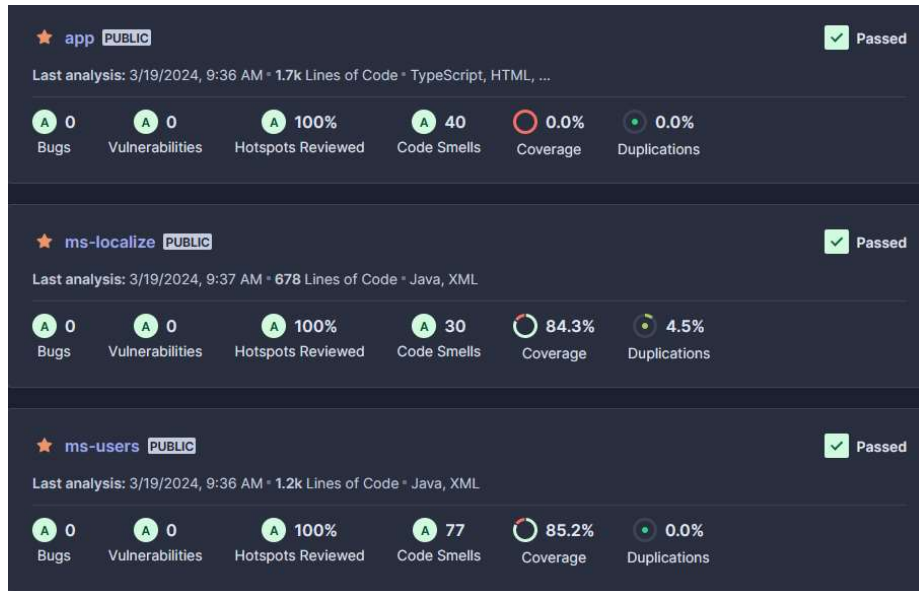 app PUBLIC Passed
Last analysis: 3/19/2024, 9:36 AM • 1.7k Lines of Code • TypeScript, HTML, ...
A 0 A 0 A 100% A 40 0.0% 0.0%
Bugs Vulnerabilities Hotspots Reviewed Code Smells Coverage Duplications
ms-localize PUBLIC Passed
Last analysis: 3/19/2024, 9:37 AM • 678 Lines of Code • Java, XML
A 0 A 0 A 100% A 30 84.3% 4.5%
Bugs Vulnerabilities Hotspots Reviewed Code Smells Coverage Duplications
ms-users PUBLIC Passed
Last analysis: 3/19/2024, 9:36 AM • 1.2k Lines of Code • Java, XML
A 0 A 0 A 100% A 77 85.2% 0.0%
Bugs Vulnerabilities Hotspots Reviewed Code Smells Coverage Duplications